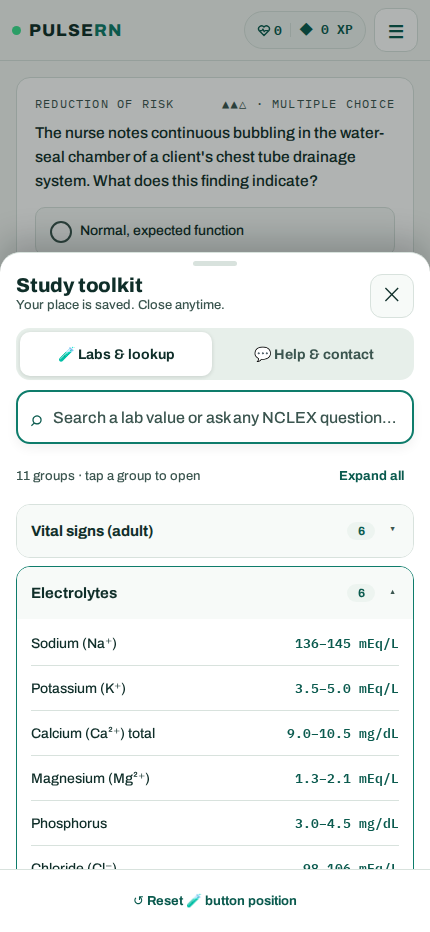 PULSERN
0
◆ 0 XP
REDUCTION OF RISK
▲▲△ · MULTIPLE CHOICE
The nurse notes continuous bubbling in the water-
seal chamber of a client's chest tube drainage
system. What does this finding indicate?
Normal, expected function
Study toolkit
Your place is saved. Close anytime.
🧪 Labs & lookup
💬 Help & contact
⌕ Search a lab value or ask any NCLEX question...
11 groups · tap a group to open
Expand all
Vital signs (adult)
6 ▾
Electrolytes
6 ▴
Sodium (Na⁺)
136–145 mEq/L
Potassium (K⁺)
3.5–5.0 mEq/L
Calcium (Ca²⁺) total
9.0–10.5 mg/dL
Magnesium (Mg²⁺)
1.3–2.1 mEq/L
Phosphorus
3.0–4.5 mg/dL
Chloride (Cl⁻)
98–106 mEq/L
↺ Reset 🧪 button position